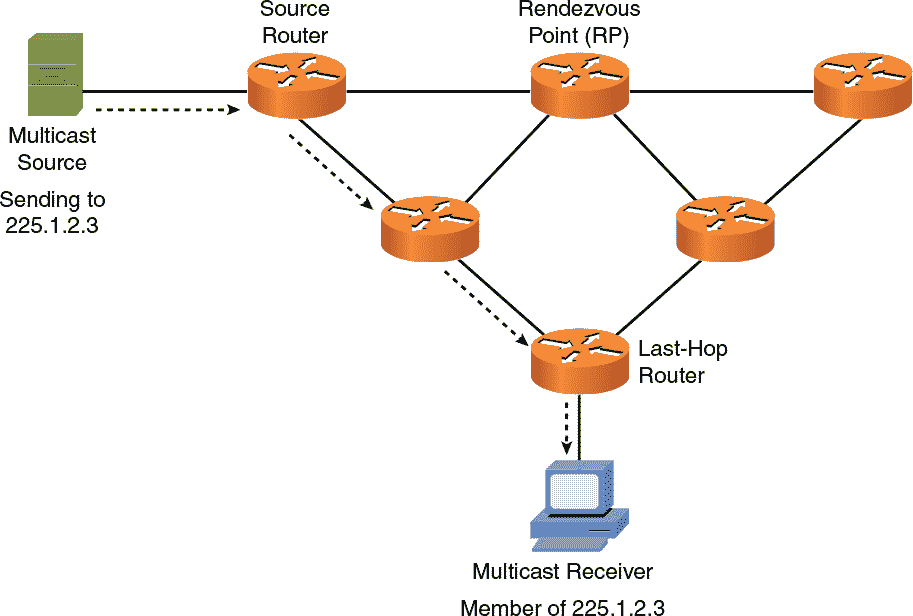 Source
Router
Rendezvous
Point (RP)
Multicast
Source
Sending to
225.1.2.3
Last-Hop
Router
Multicast Receiver
Member of 225.1.2.3